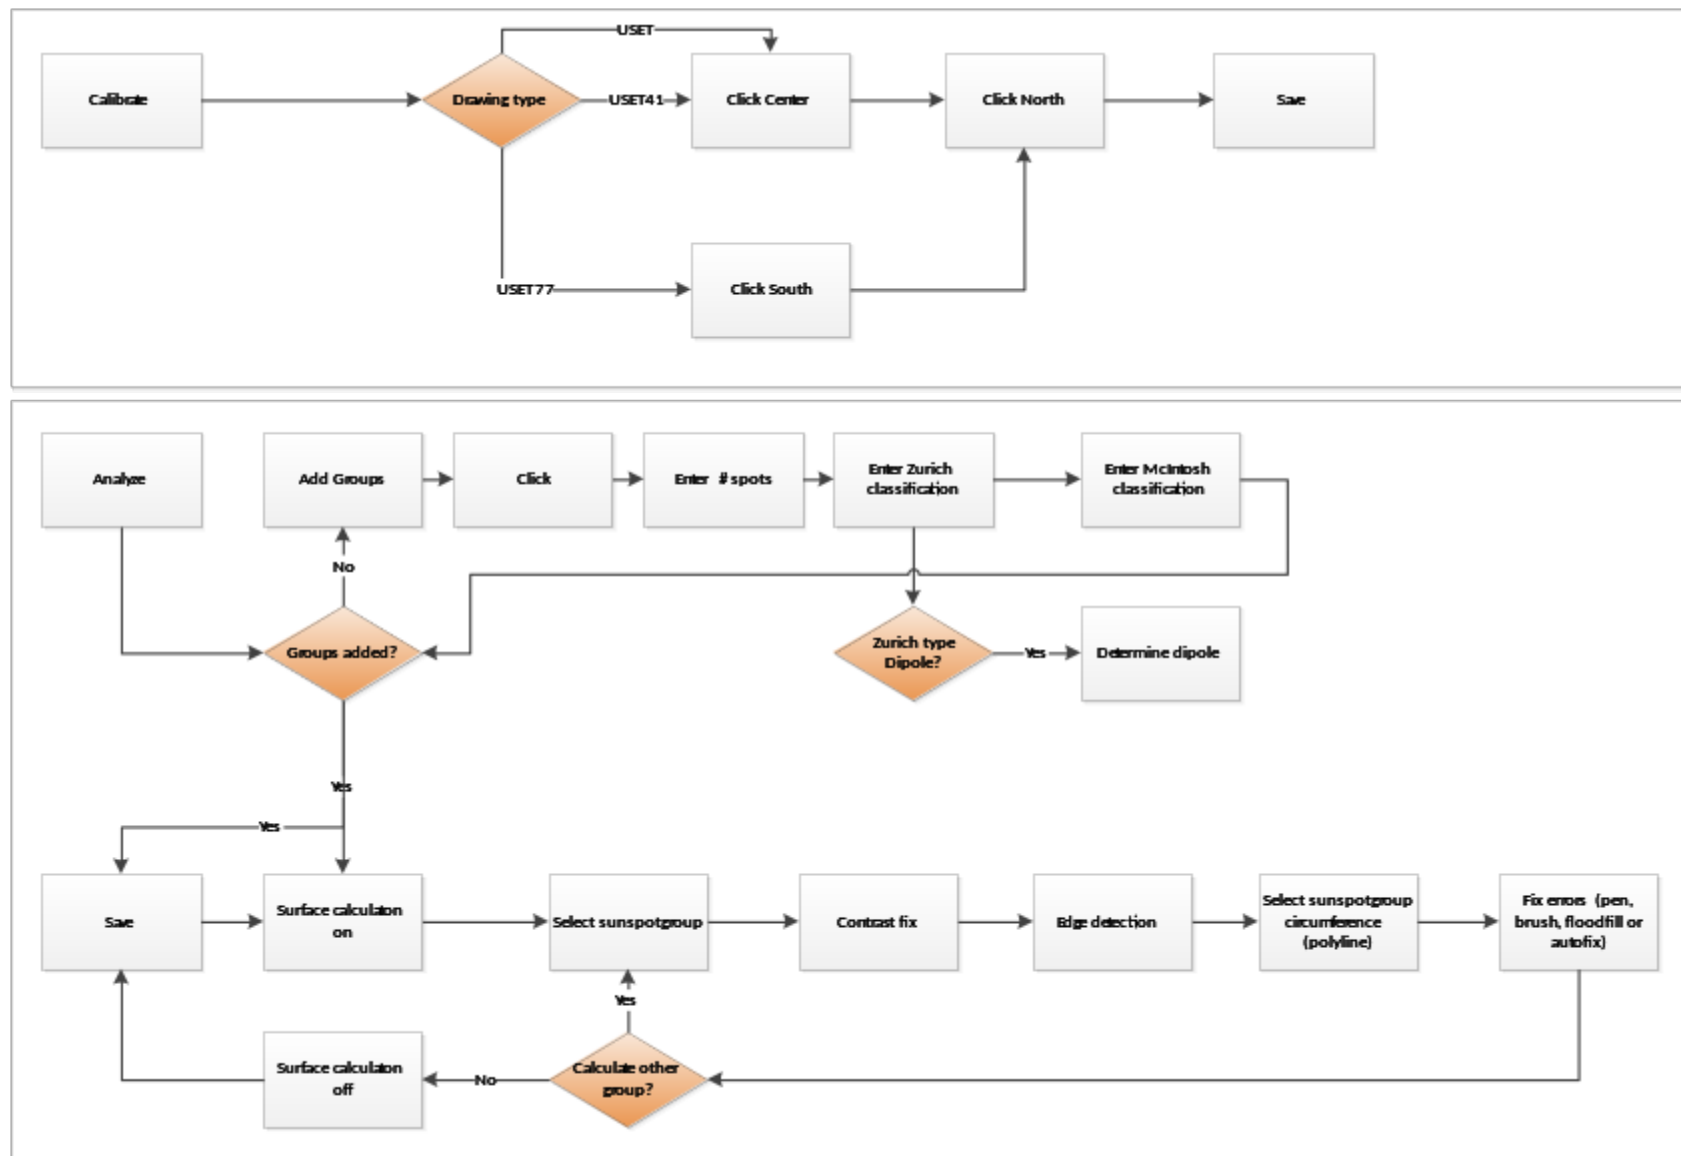 USET
Calibrate
Drawing type
USET41
Click Center
Click North
Save
USET77
Click South
Analyze
Add Groups
Click
Enter # spots
Enter Zurich
classification
Enter McIntosh
classification
No
Groups added?
Zurich type
Dipole?
Yes
Determine dipole
Yes
Yes
Save
Surface calculaton
on
Select sunspotgroup
Contrast fix
Edge detection
Select sunspotgroup
circumference
(polyline)
Fix errors (pen,
brush, floodfill or
autofix)
Yes
Surface calculaton
off
No
Calculate other
group?